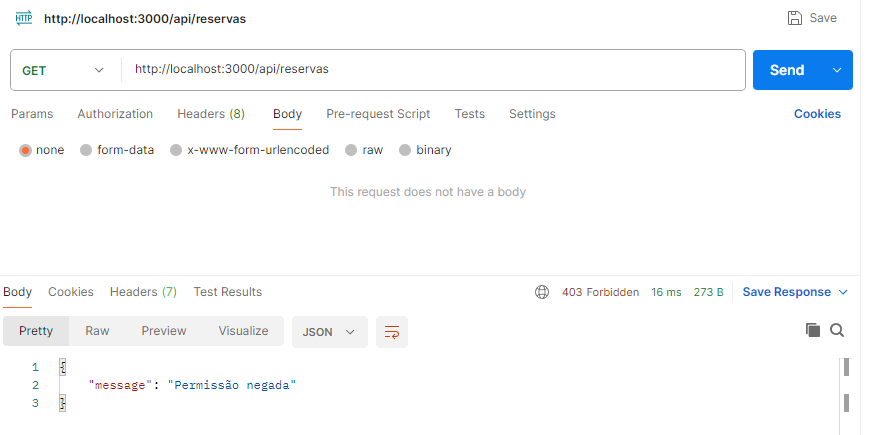 HTTP http://localhost:3000/api/reservas Save
GET http://localhost:3000/api/reservas Send
Params Authorization Headers (8) Body Pre-request Script Tests Settings Cookies
none form-data x-www-form-urlencoded raw binary
This request does not have a body
Body Cookies Headers (7) Test Results 403 Forbidden 16 ms 273 B Save Response
Pretty Raw Preview Visualize JSON
1 {
2 "message": "Permissão negada"
3 }